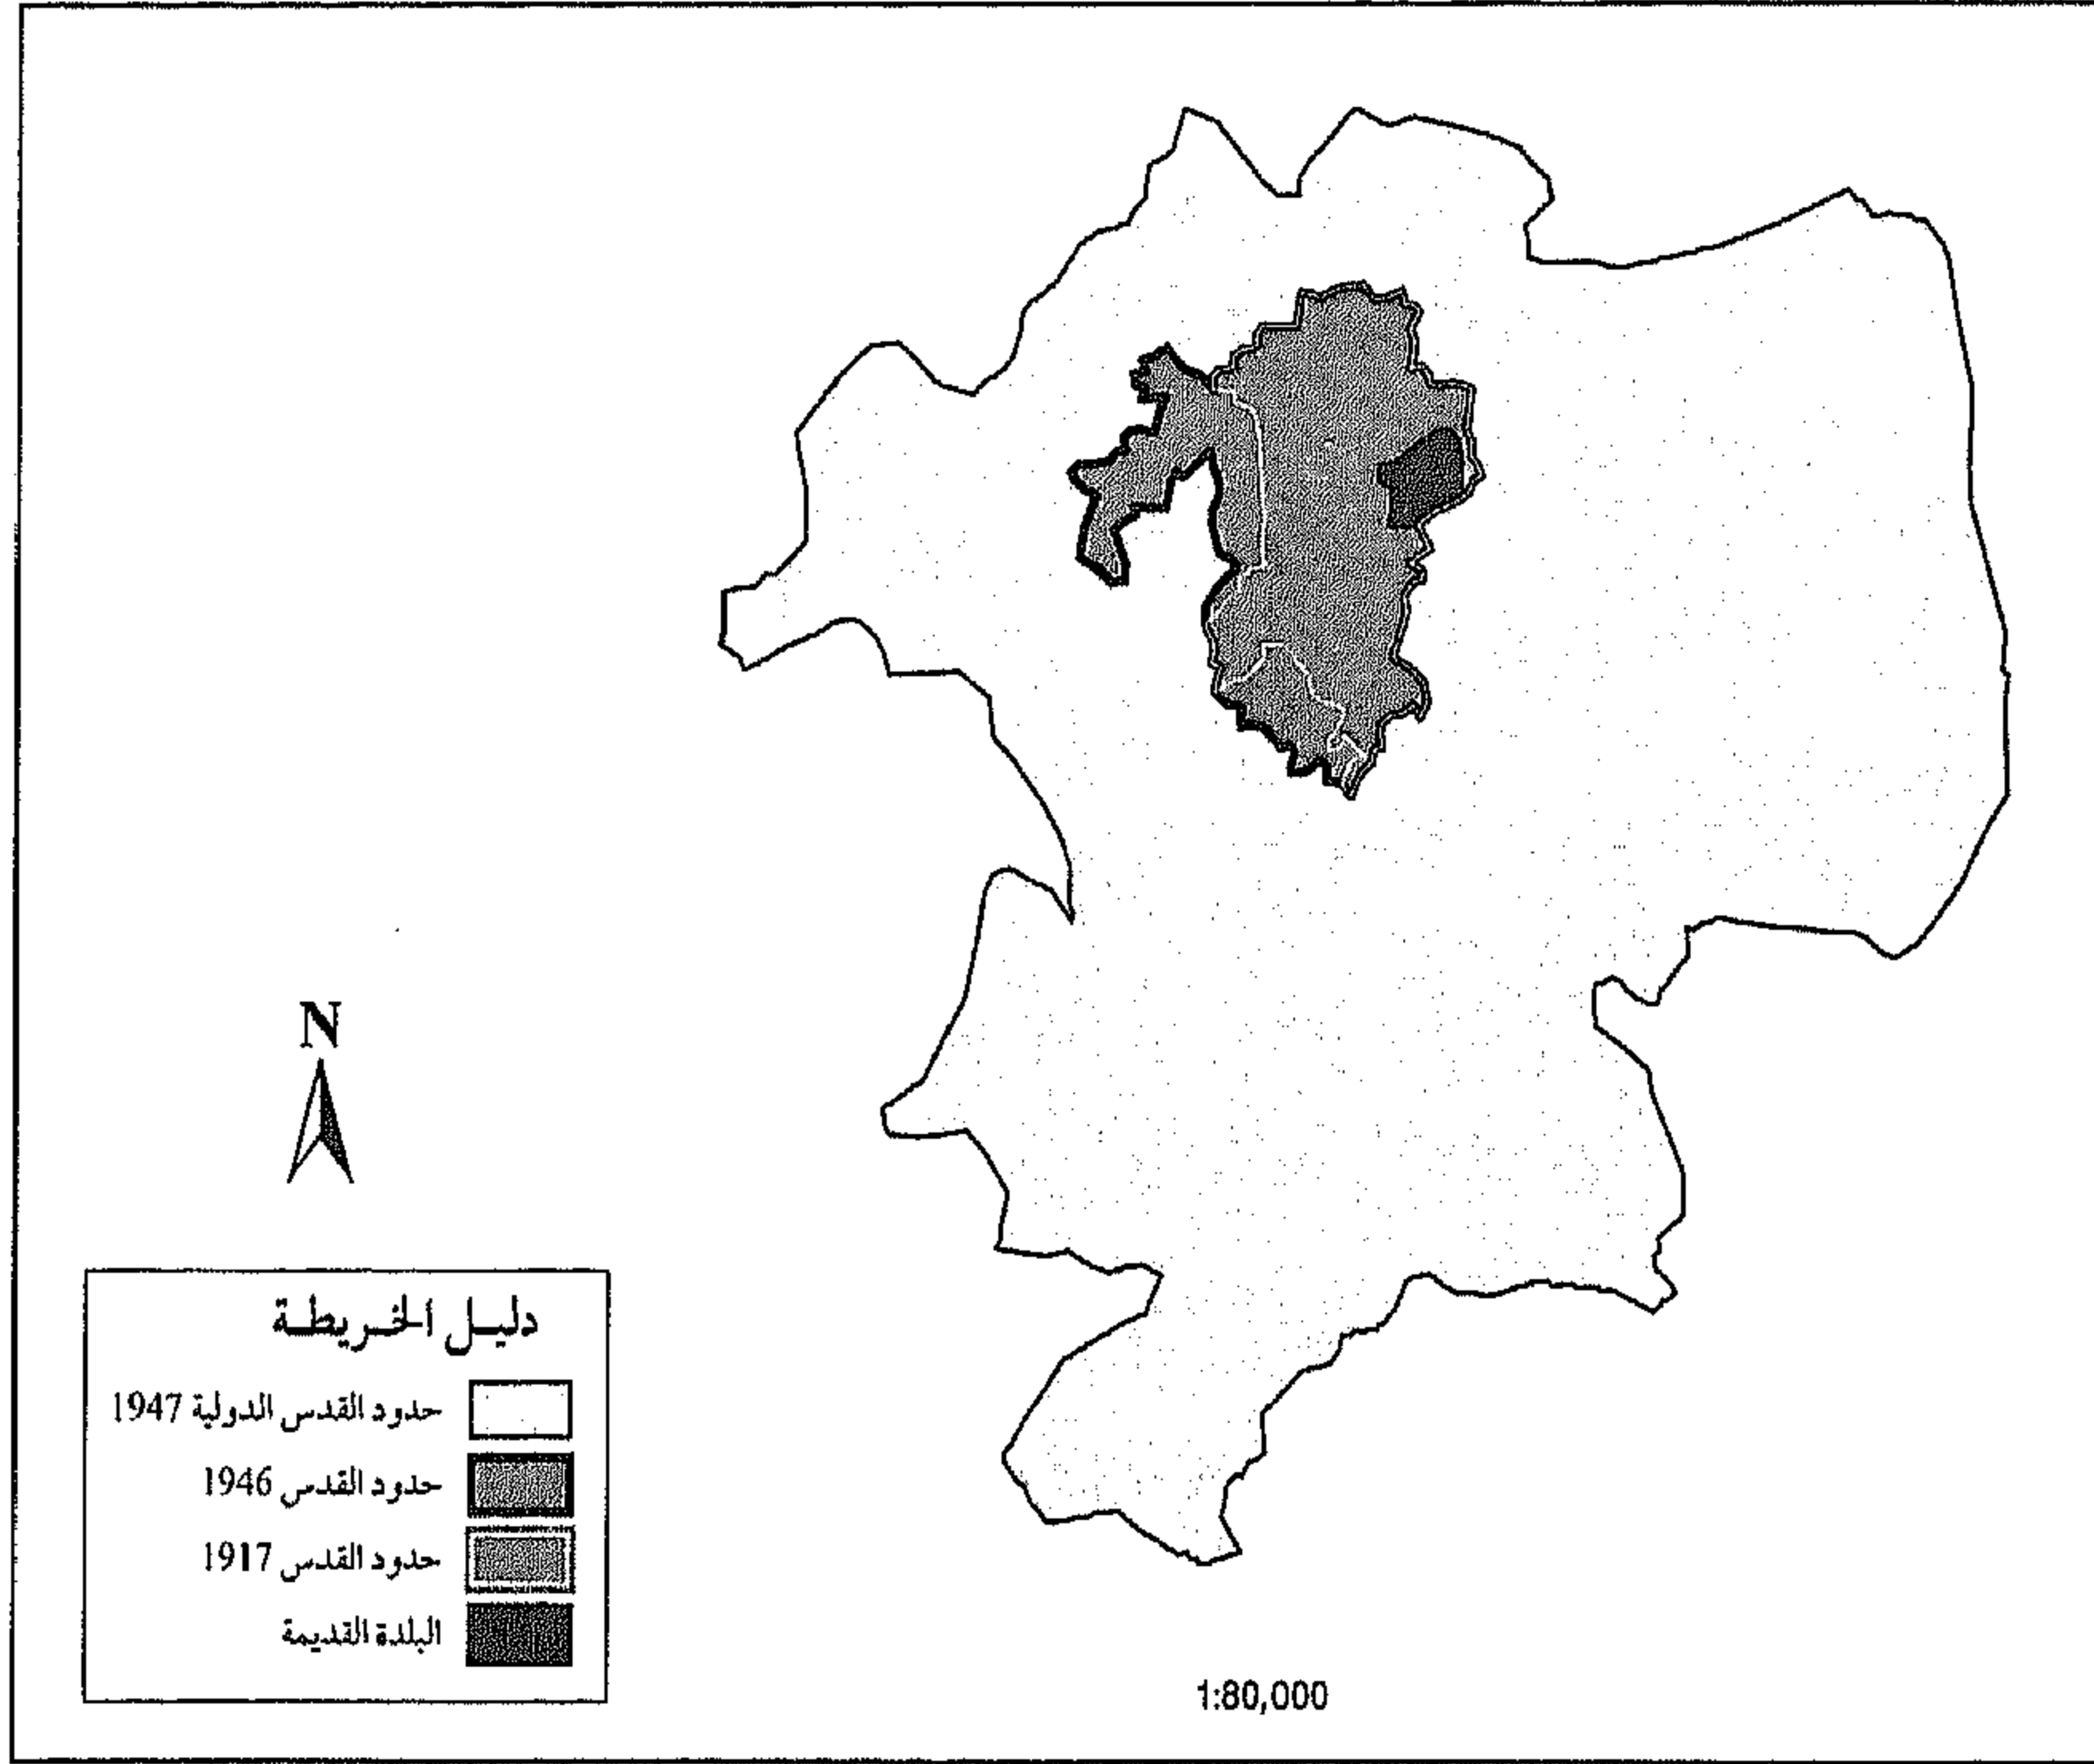 N
دليل الخريطة
حدود القدس الدولية 1947
حدود القدس 1946
حدود القدس 1917
البلدة القديمة
1:80,000